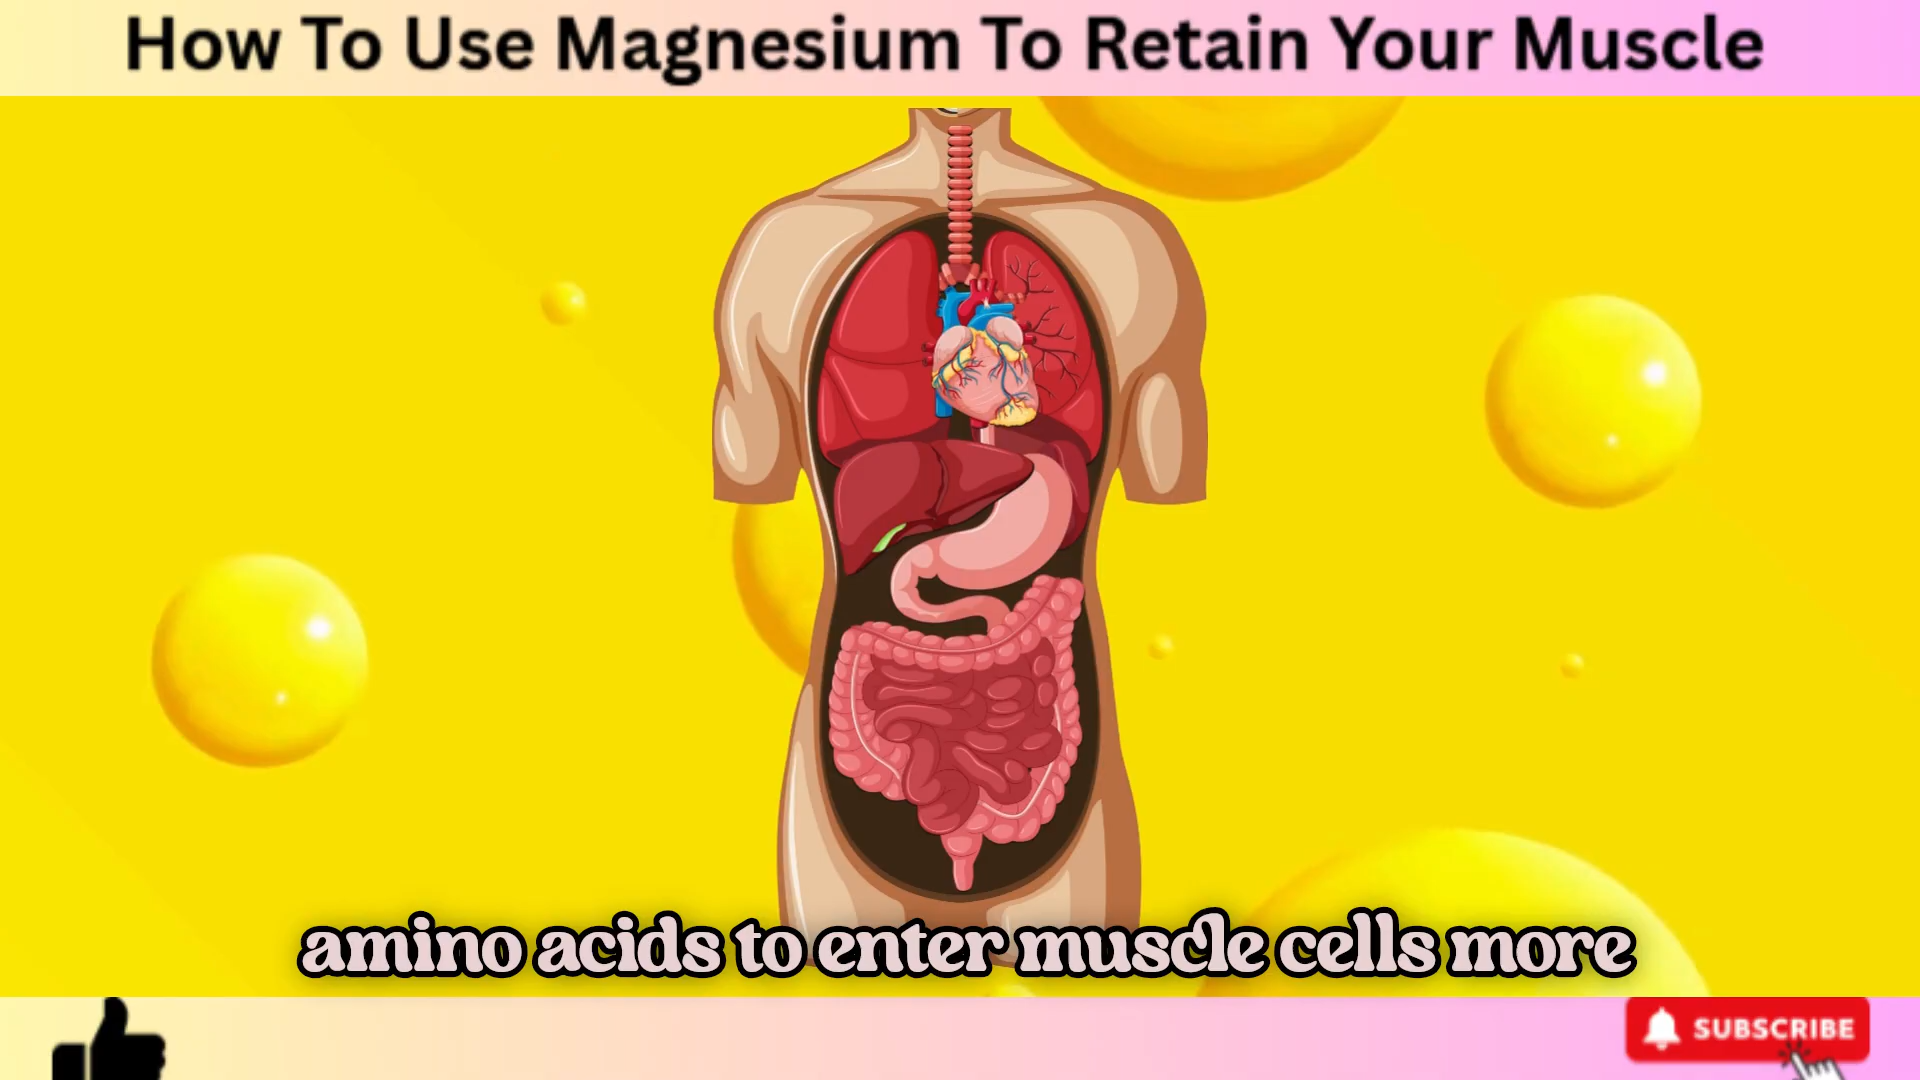 How To Use Magnesium To Retain Your Muscle
amino acids to enter muscle cells more
SUBSCRIBE